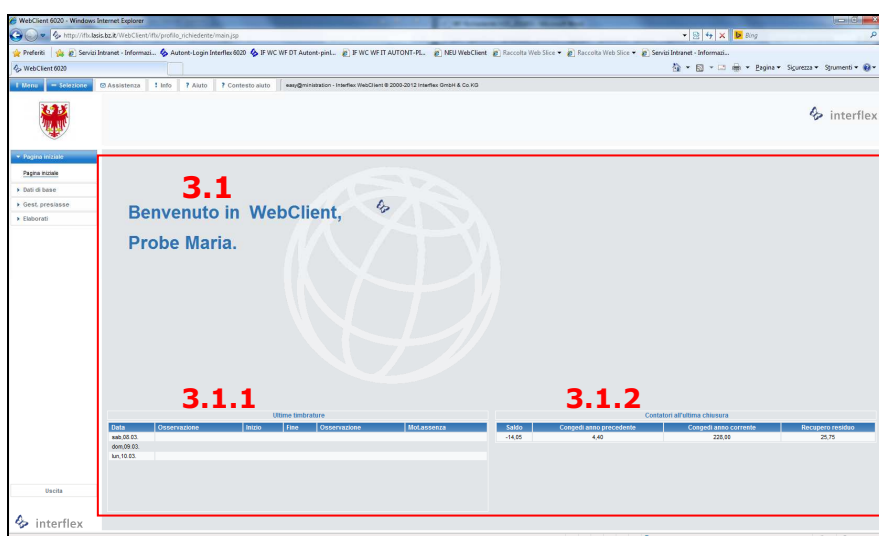 WebClient 6020 - Windows Internet Explorer
http://iflx.lasis.bz.it/WebClient/iflx/profilo_richiedente/main.jsp
Bing
Preferiti Servizi Intranet - Informazi... Autont-Login Interflex 6020 IF WC WF DT Autont-pinI... IF WC WF IT AUTONT-PI... NEU WebClient Raccolta Web Slice Raccolta Web Slice Servizi Intranet - Informazi...
WebClient 6020 Pagina Sicurezza Strumenti
Menu Selezione Assistenza ! Info ? Aiuto ? Contesto aiuto easy@ministration - Interflex WebClient © 2000-2012 Interflex GmbH & Co. KG
interflex
Pagina iniziale
Pagina iniziale
Dati di base
Gest. pres/asse
Elaborati
3.1
Benvenuto in WebClient,
Probe Maria.
3.1.1 3.1.2
Ultime timbrature Contatori all'ultima chiusura
Data Osservazione Inizio Fine Osservazione Mot.assenza Saldo Congedi anno precedente Congedi anno corrente Recupero residuo
sab,08.03. -14,05 4,40 228,00 25,75
dom,09.03.
lun,10.03.
Uscita
interflex